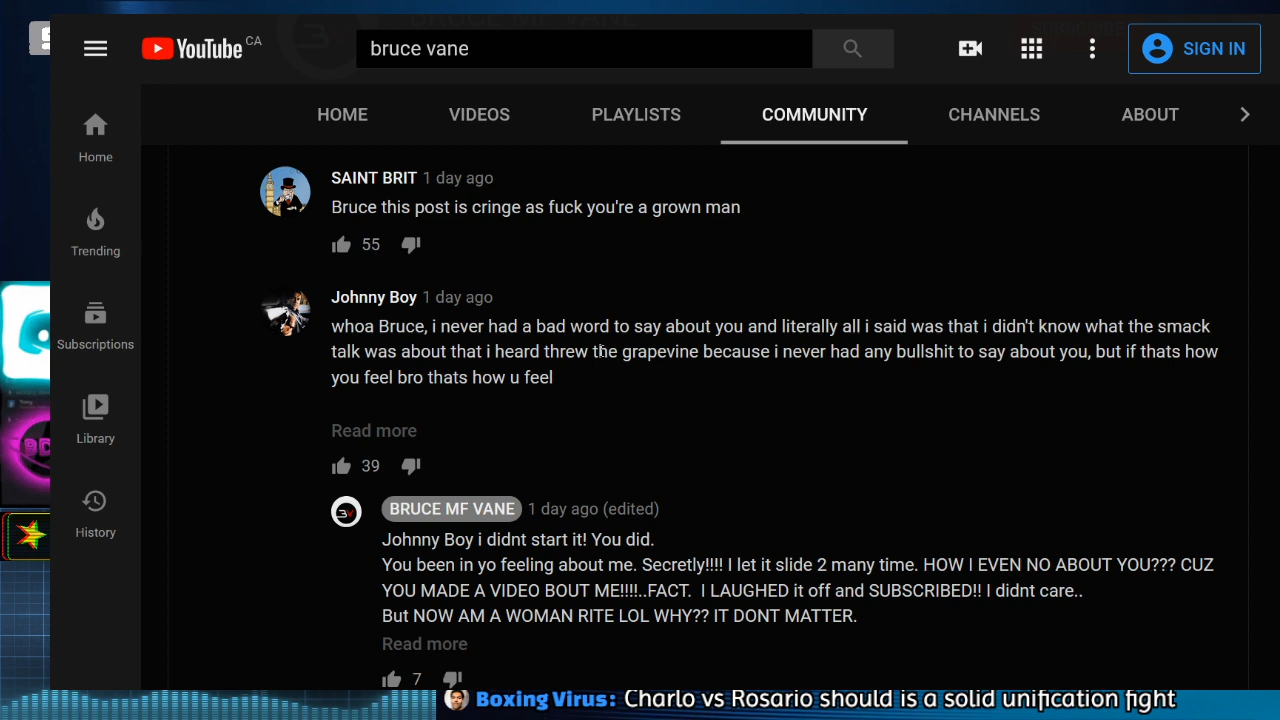 BRUCE MF VANE
YouTube CA
bruce vane
SIGN IN
HOME
VIDEOS
PLAYLISTS
COMMUNITY
CHANNELS
ABOUT
Home
Trending
Subscriptions
Library
History
SAINT BRIT 1 day ago
Bruce this post is cringe as fuck you're a grown man
55
Johnny Boy 1 day ago
whoa Bruce, i never had a bad word to say about you and literally all i said was that i didn't know what the smack
talk was about that i heard threw the grapevine because i never had any bullshit to say about you, but if thats how
you feel bro thats how u feel
Read more
39
BRUCE MF VANE 1 day ago (edited)
Johnny Boy i didnt start it! You did.
You been in yo feeling about me. Secretly!!!! I let it slide 2 many time. HOW I EVEN NO ABOUT YOU??? CUZ
YOU MADE A VIDEO BOUT ME!!!!..FACT. I LAUGHED it off and SUBSCRIBED!! I didnt care..
But NOW AM A WOMAN RITE LOL WHY?? IT DONT MATTER.
Read more
7
Boxing Virus: Charlo vs Rosario should is a solid unification fight